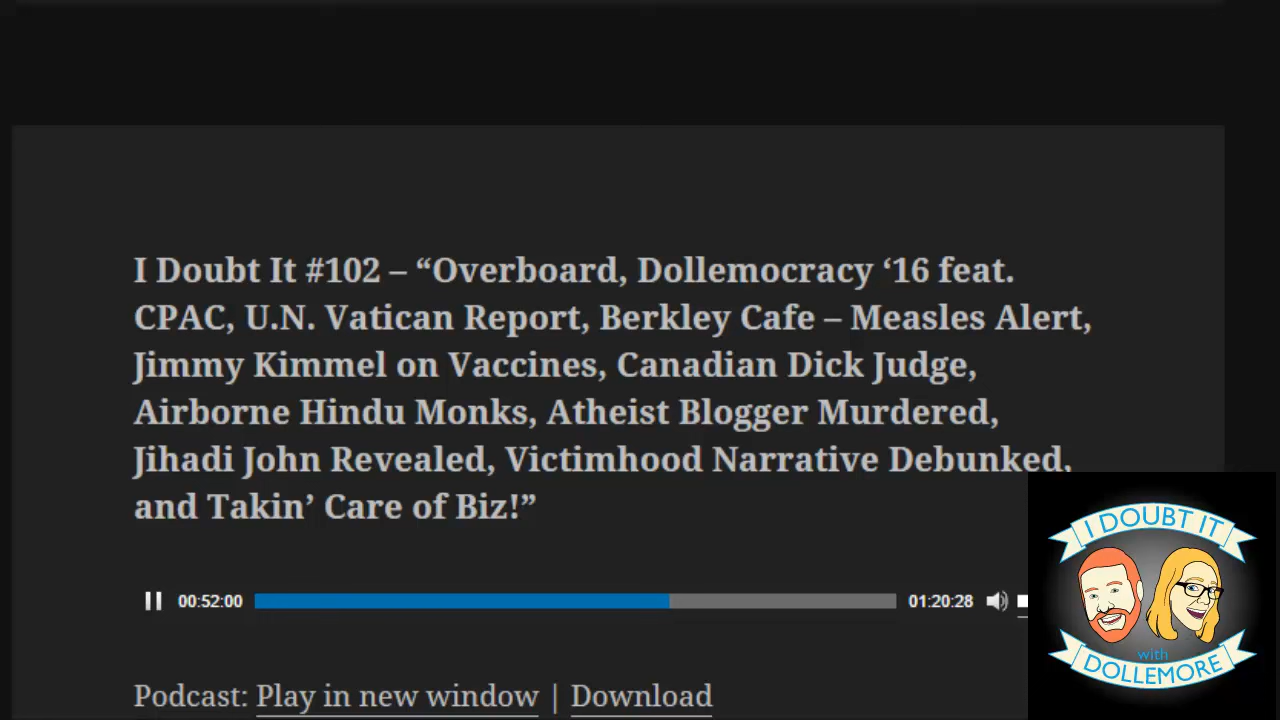 I Doubt It #102 – “Overboard, Dollemocracy ‘16 feat.
CPAC, U.N. Vatican Report, Berkley Cafe – Measles Alert,
Jimmy Kimmel on Vaccines, Canadian Dick Judge,
Airborne Hindu Monks, Atheist Blogger Murdered,
Jihadi John Revealed, Victimhood Narrative Debunked,
and Takin’ Care of Biz!”
00:52:00 01:20:28
Podcast: Play in new window | Download
I DOUBT IT
with
DOLLEMORE